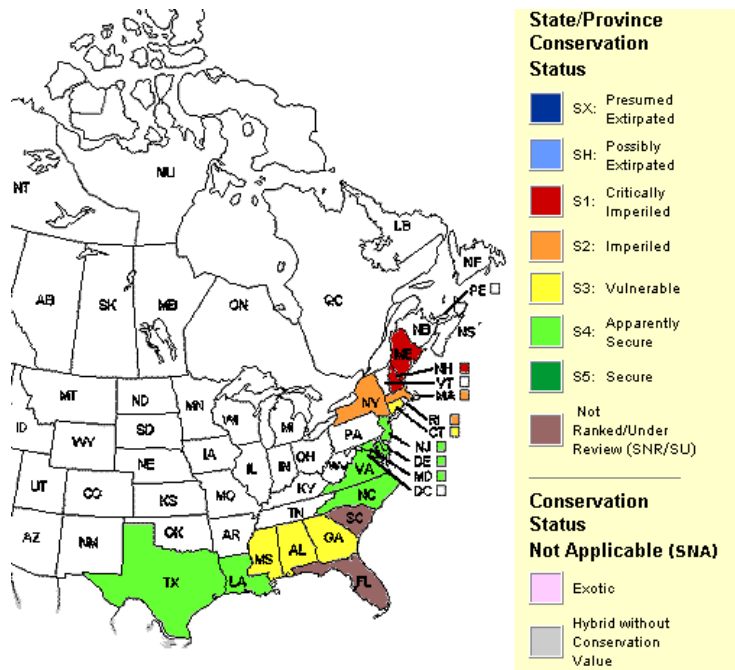 NU
NT
LB
NF
AB
SK
MB
ON
QC
PE
NB
NS
ME
NH
VT
MA
RI
CT
NJ
DE
MD
DC
MT
ND
MN
WI
MI
NY
ID
SD
WY
IA
PA
NE
IL
IN
OH
UT
CO
KS
MO
KY
VA
AZ
NM
OK
AR
TN
NC
SC
TX
LA
MS
AL
GA
FL
State/Province
Conservation
Status
SX: Presumed
Extirpated
SH: Possibly
Extirpated
S1: Critically
Imperiled
S2: Imperiled
S3: Vulnerable
S4: Apparently
Secure
S5: Secure
Not
Ranked/Under
Review (SNR/SU)
Conservation
Status
Not Applicable (SNA)
Exotic
Hybrid without
Conservation
Value